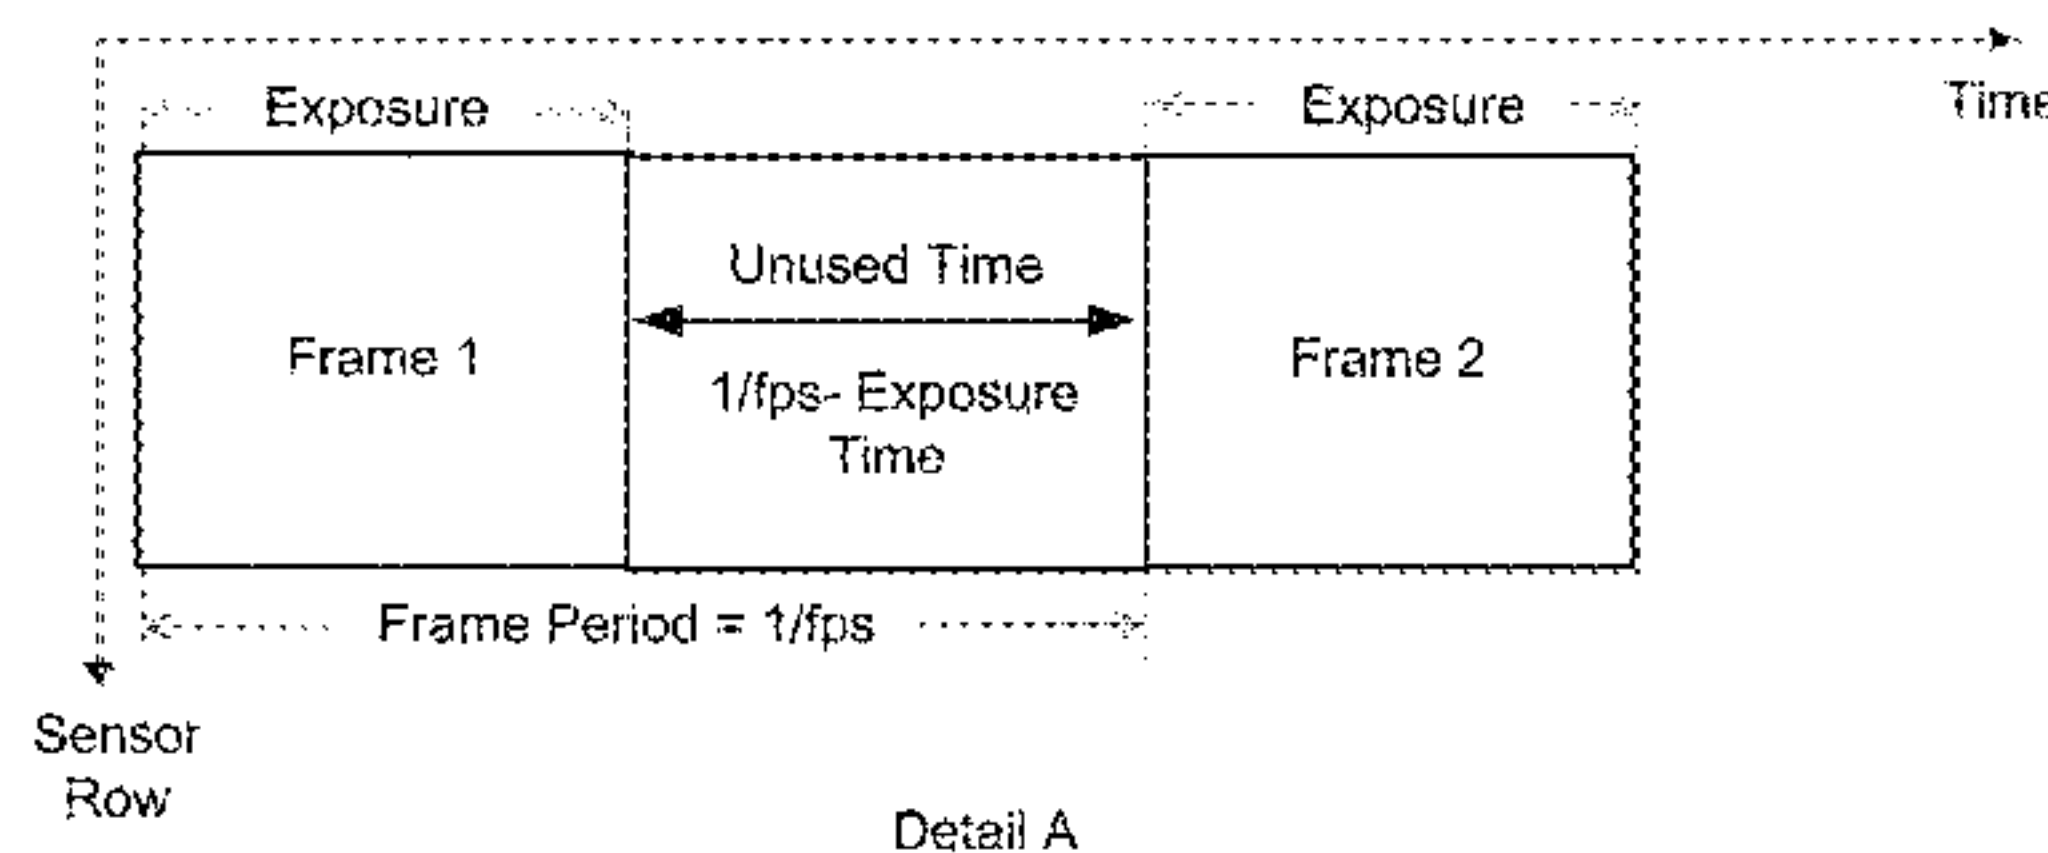 Exposure
Exposure
Time
Unused Time
Frame 1
1/fps- Exposure
Time
Frame 2
Frame Period = 1/fps
Sensor
Row
Detail A